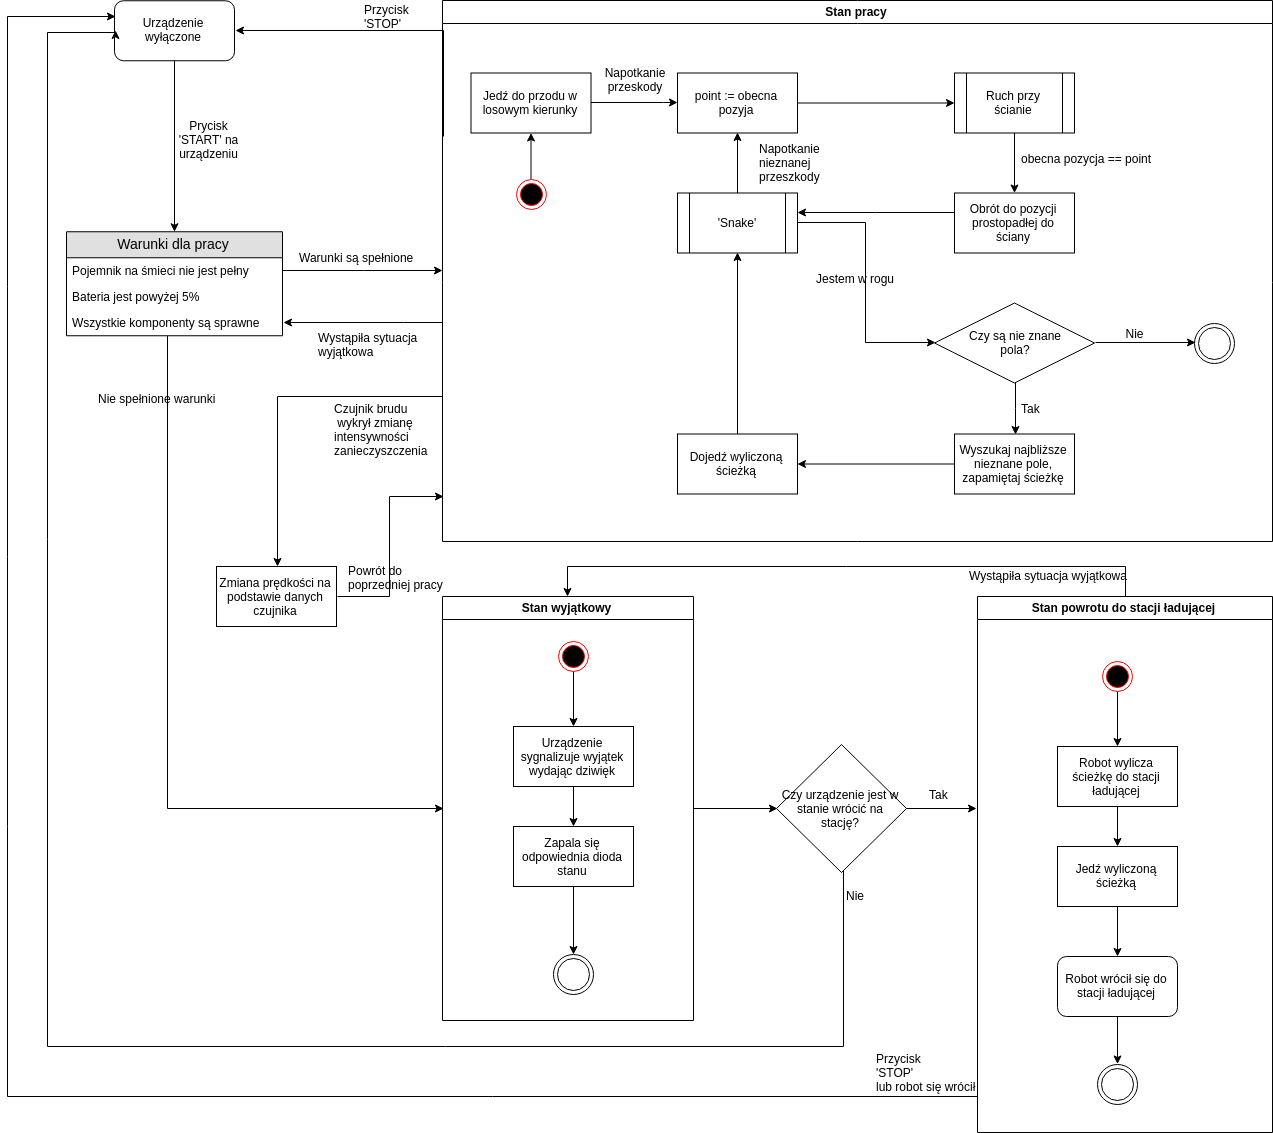 Urządzenie
wyłączone
Przycisk
'STOP'
Stan pracy
Prycisk
'START' na
urządzeniu
Jedź do przodu w
losowym kierunky
Napotkanie
przeskody
point := obecna
pozyja
Ruch przy
ścianie
obecna pozycja == point
Napotkanie
nieznanej
przeszkody
'Snake'
Obrót do pozycji
prostopadłej do
ściany
Jestem w rogu
Czy są nie znane
pola?
Nie
Tak
Wyszukaj najbliższe
nieznane pole,
zapamiętaj ścieżkę
Dojedź wyliczoną
ścieżką
Warunki dla pracy
Pojemnik na śmieci nie jest pełny
Bateria jest powyżej 5%
Wszystkie komponenty są sprawne
Warunki są spełnione
Wystąpiła sytuacja
wyjątkowa
Nie spełnione warunki
Czujnik brudu
wykrył zmianę
intensywności
zanieczyszczenia
Zmiana prędkości na
podstawie danych
czujnika
Powrót do
poprzedniej pracy
Stan wyjątkowy
Urządzenie
sygnalizuje wyjątek
wydając dziwięk
Zapala się
odpowiednia dioda
stanu
Czy urządzenie jest w
stanie wrócić na
stację?
Tak
Nie
Wystąpiła sytuacja wyjątkowa
Stan powrotu do stacji ładującej
Robot wylicza
ścieżkę do stacji
ładującej
Jedź wyliczoną
ścieżką
Robot wrócił się do
stacji ładującej
Przycisk
'STOP'
lub robot się wrócił